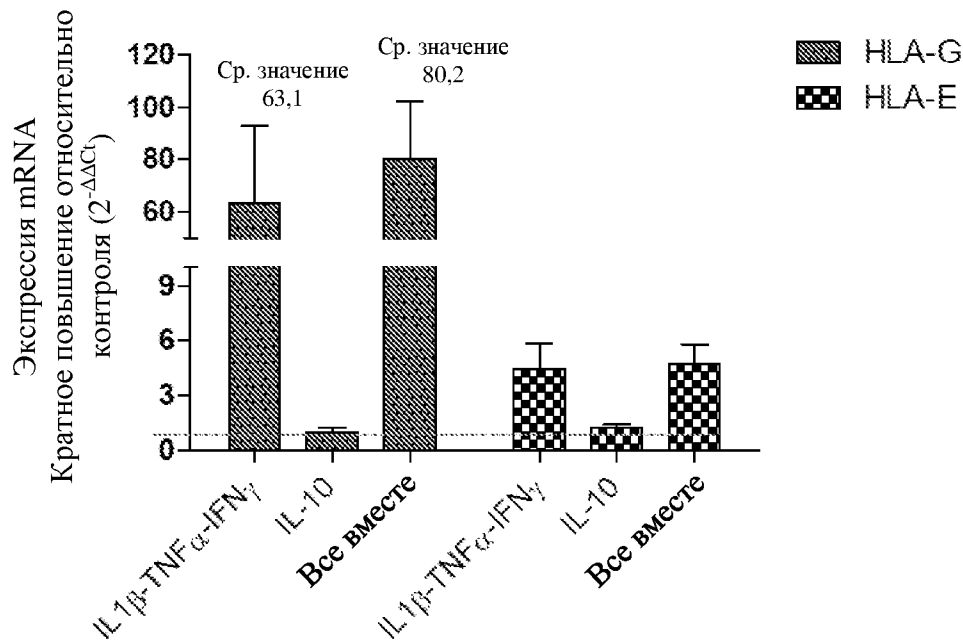 Экспрессия mRNA
Кратное повышение относительно
контроля (2^-ΔΔCt)
120
100
80
60
9
6
3
0
Ср. значение
63,1
Ср. значение
80,2
HLA-G
HLA-E
IL1β-TNFα-IFNγ
IL-10
Все вместе
IL1β-TNFα-IFNγ
IL-10
Все вместе